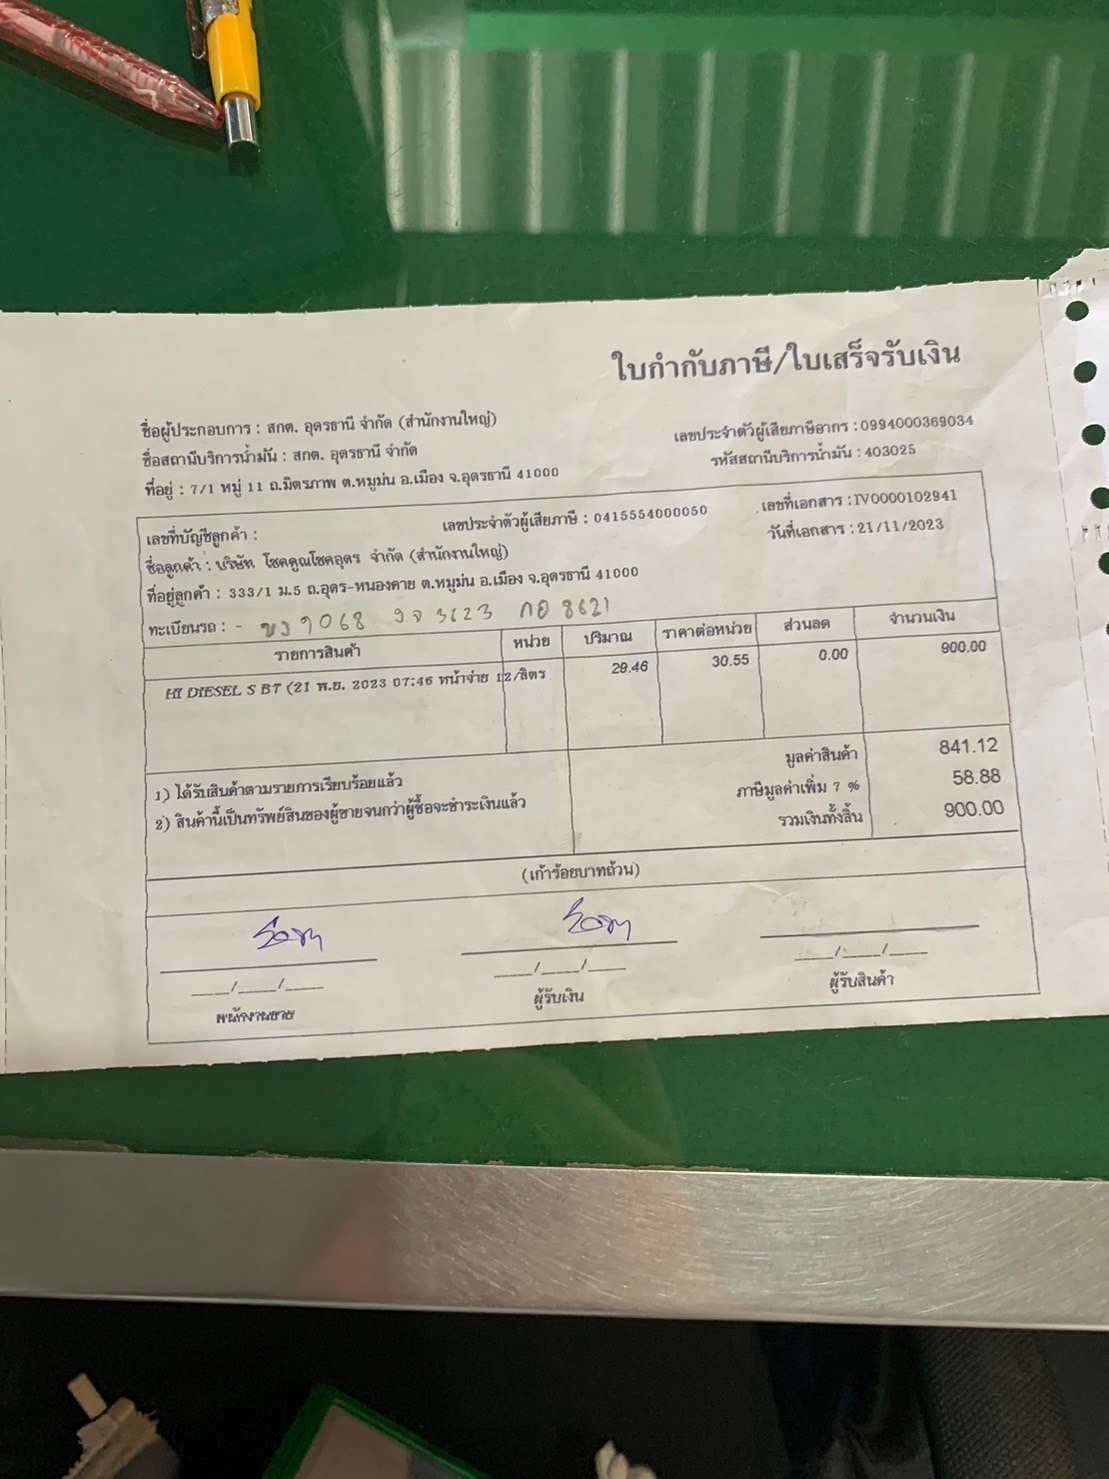 ใบกำกับภาษี/ใบเสร็จรับเงิน
ชื่อผู้ประกอบการ : สกต. อุดรธานี จำกัด (สำนักงานใหญ่)
เลขประจำตัวผู้เสียภาษีอากร : 0994000369034
ชื่อสถานีบริการน้ำมัน : สกต. อุดรธานี จำกัด
รหัสสถานีบริการน้ำมัน : 403025
ที่อยู่ : 7/1 หมู่ 11 ถ.มิตรภาพ ต.หมูม่น อ.เมือง จ.อุดรธานี 41000
เลขที่บัญชีลูกค้า :
เลขประจำตัวผู้เสียภาษี : 0415554000050
เลขที่เอกสาร : IV0000102941
ชื่อลูกค้า : บริษัท โชคคูณโชคอุดร จำกัด (สำนักงานใหญ่)
วันที่เอกสาร : 21/11/2023
ที่อยู่ลูกค้า : 333/1 ม.5 ถ.อุดร-หนองคาย ต.หมูม่น อ.เมือง จ.อุดรธานี 41000
ทะเบียนรถ : - 3623 8621
รายการสินค้า หน่วย ปริมาณ ราคาต่อหน่วย ส่วนลด จำนวนเงิน
HI DIESEL S B7 (21 พ.ย. 2023 07:46 หน้าจ่าย 12/ลิตร 29.46 30.55 0.00 900.00
1) ได้รับสินค้าตามรายการเรียบร้อยแล้ว
2) สินค้านี้เป็นทรัพย์สินของผู้ขายจนกว่าผู้ซื้อจะชำระเงินแล้ว
มูลค่าสินค้า 841.12
ภาษีมูลค่าเพิ่ม 7 % 58.88
รวมเงินทั้งสิ้น 900.00
(เก้าร้อยบาทถ้วน)
___/___/___ ___/___/___ ___/___/___
พนักงานขาย ผู้รับเงิน ผู้รับสินค้า